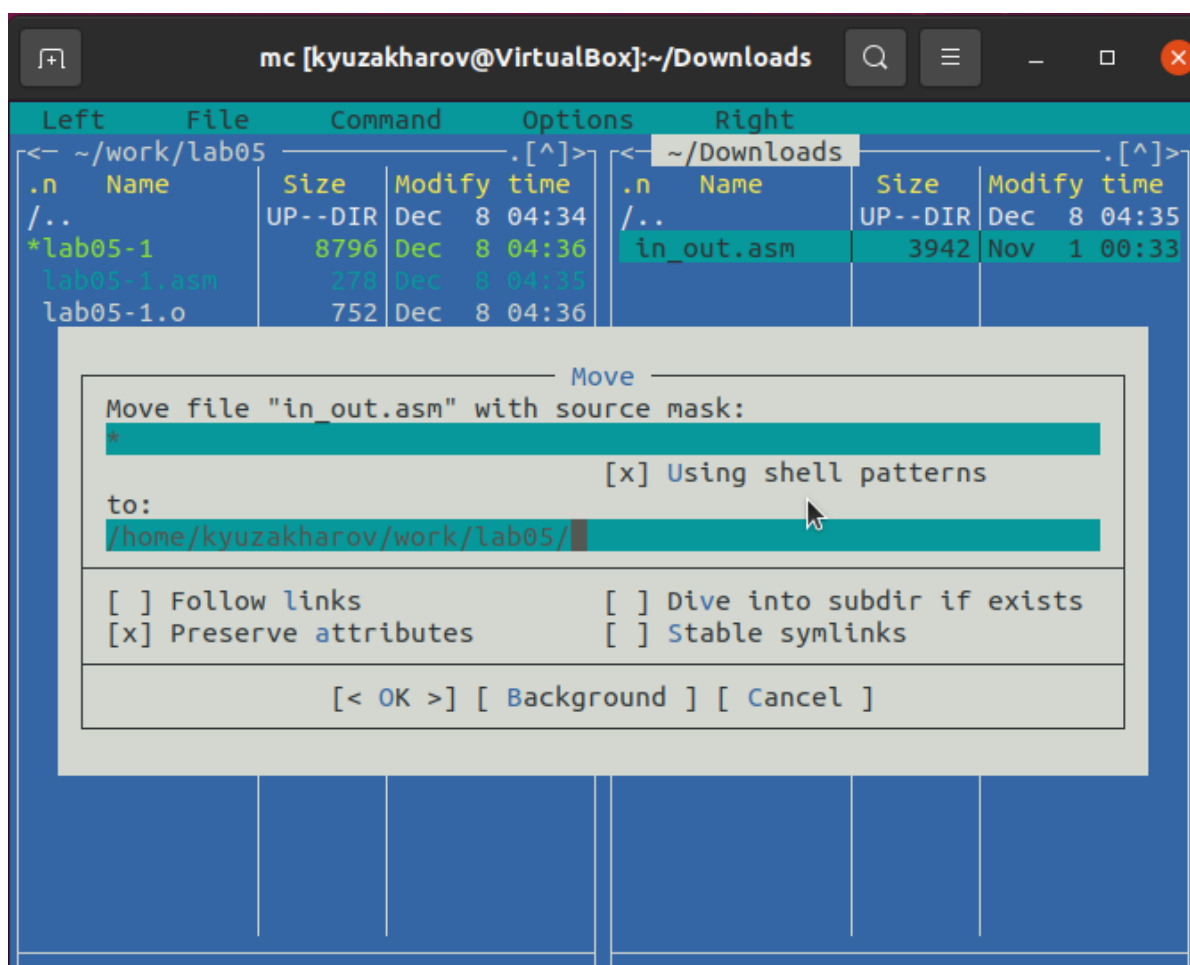 mc [kyuzakharov@VirtualBox]:~/Downloads
Left File Command Options Right
<─ ~/work/lab05 ─.[^]>
.n Name Size Modify time
/.. UP--DIR Dec 8 04:34
*lab05-1 8796 Dec 8 04:36
lab05-1.asm 278 Dec 8 04:35
lab05-1.o 752 Dec 8 04:36
<─ ~/Downloads ─.[^]>
.n Name Size Modify time
/.. UP--DIR Dec 8 04:35
in_out.asm 3942 Nov 1 00:33
Move
Move file "in_out.asm" with source mask:
*
[x] Using shell patterns
to:
/home/kyuzakharov/work/lab05/
[ ] Follow links [ ] Dive into subdir if exists
[x] Preserve attributes [ ] Stable symlinks
[< OK >] [ Background ] [ Cancel ]